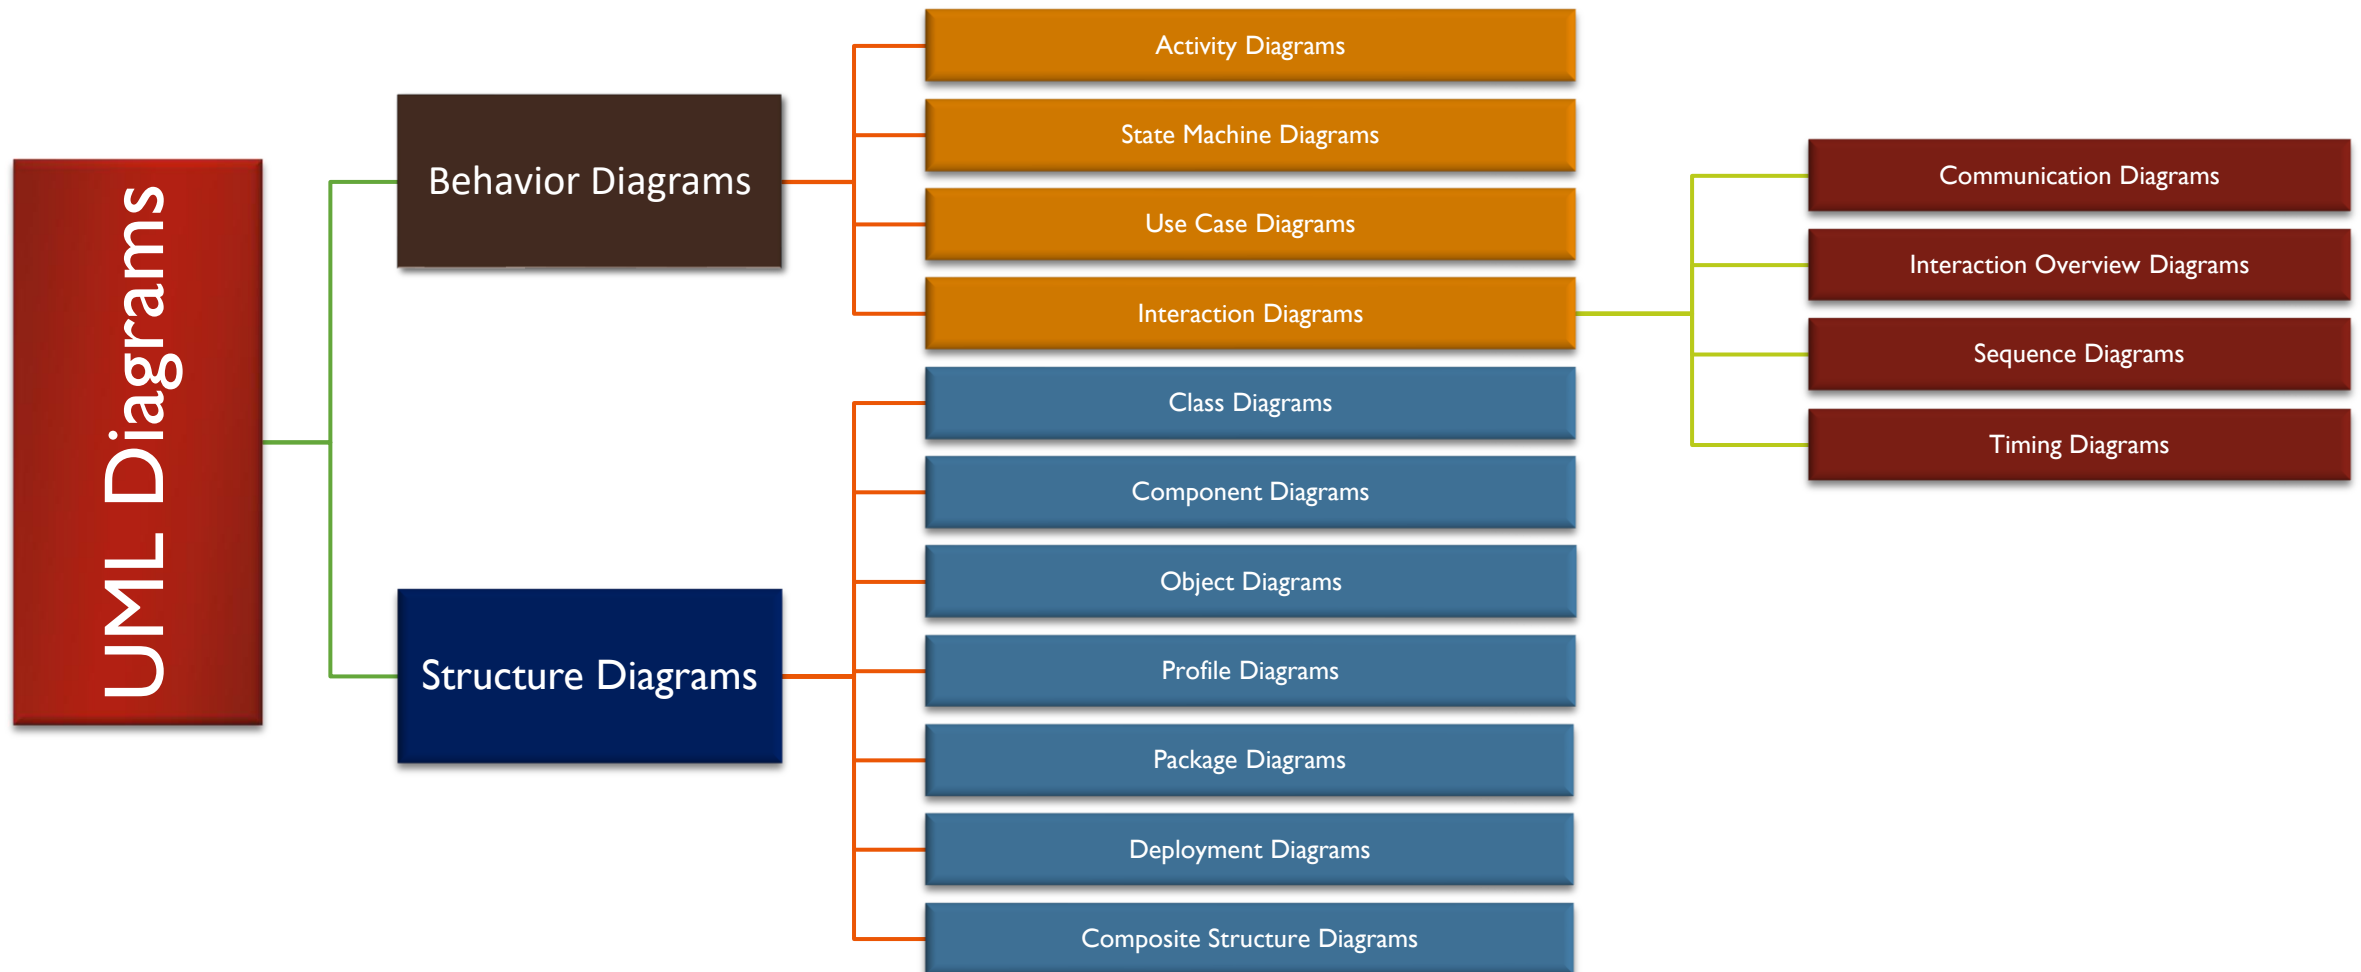 UML Diagrams
Behavior Diagrams
Activity Diagrams
State Machine Diagrams
Use Case Diagrams
Interaction Diagrams
Communication Diagrams
Interaction Overview Diagrams
Sequence Diagrams
Timing Diagrams
Structure Diagrams
Class Diagrams
Component Diagrams
Object Diagrams
Profile Diagrams
Package Diagrams
Deployment Diagrams
Composite Structure Diagrams